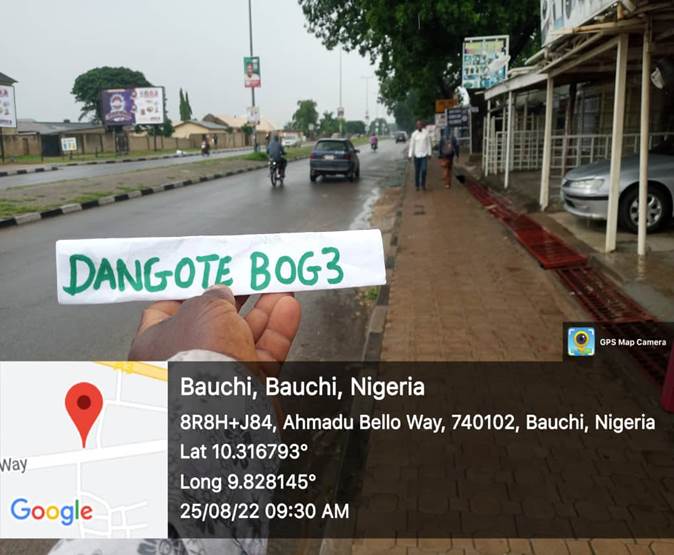 DANGOTE BOG3
GPS Map Camera
Bauchi, Bauchi, Nigeria
8R8H+J84, Ahmadu Bello Way, 740102, Bauchi, Nigeria
Lat 10.316793°
Long 9.828145°
25/08/22 09:30 AM
Way
Google